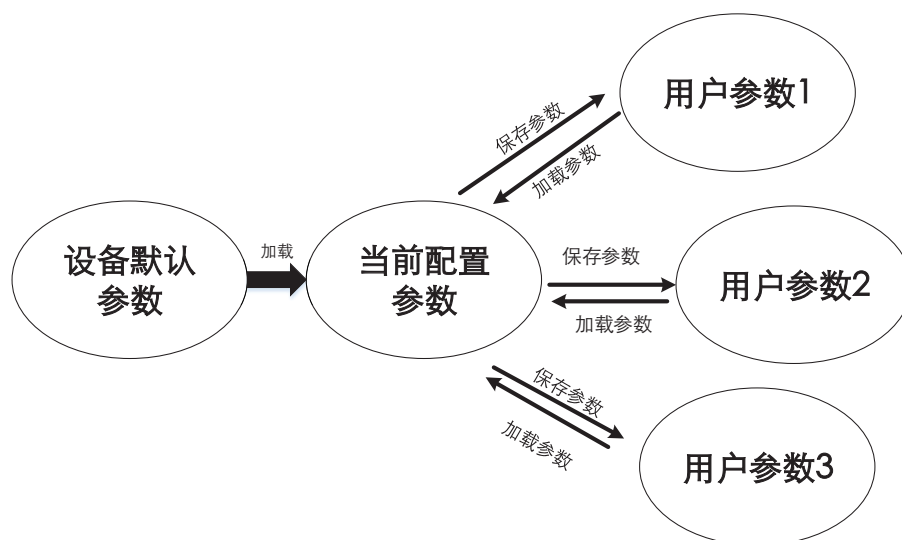 用户参数1
保存参数
加载参数
设备默认
参数
加载
当前配置
参数
保存参数
加载参数
用户参数2
保存参数
加载参数
用户参数3